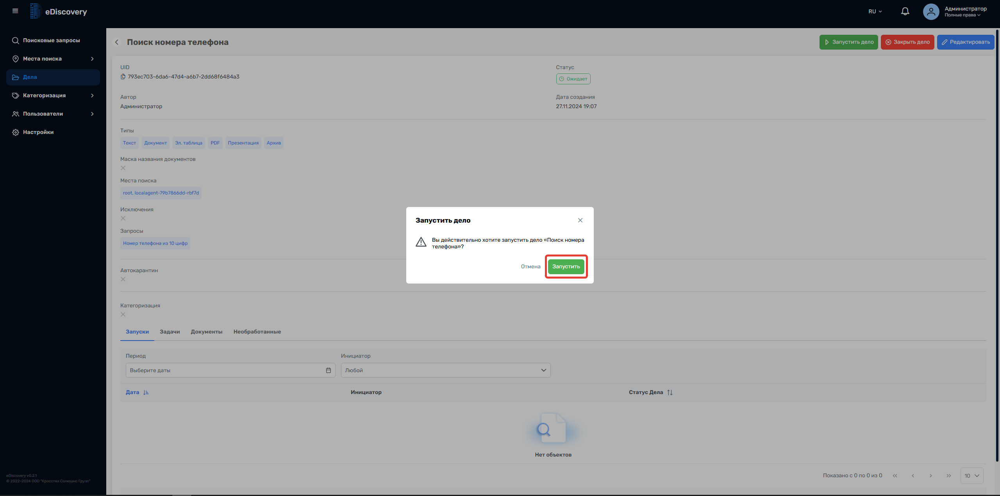 eDiscovery
RU
Администратор
Полные права
Поисковые запросы
Места поиска
Дела
Категоризация
Пользователи
Настройки
eDiscovery v0.2.1
© 2022-2024 ООО "Кросстех Солюшнс Групп"
Поиск номера телефона
Запустить дело
Закрыть дело
Редактировать
UID
793ec703-6da6-47d4-a6b7-2dd68f6484a3
Статус
Ожидает
Автор
Администратор
Дата создания
27.11.2024 19:07
Типы
Текст Документ Эл. таблица PDF Презентация Архив
Маска названия документов
Места поиска
root, localagent-79b7866dd-rbf7d
Исключения
Запросы
Номер телефона из 10 цифр
Автокарантин
Категоризация
Запустить дело
Вы действительно хотите запустить дело «Поиск номера
телефона»?
Отмена Запустить
Запуски Задачи Документы Необработанные
Период
Выберите даты
Инициатор
Любой
Дата Инициатор Статус Дела
Нет объектов
Показано с 0 по 0 из 0
10